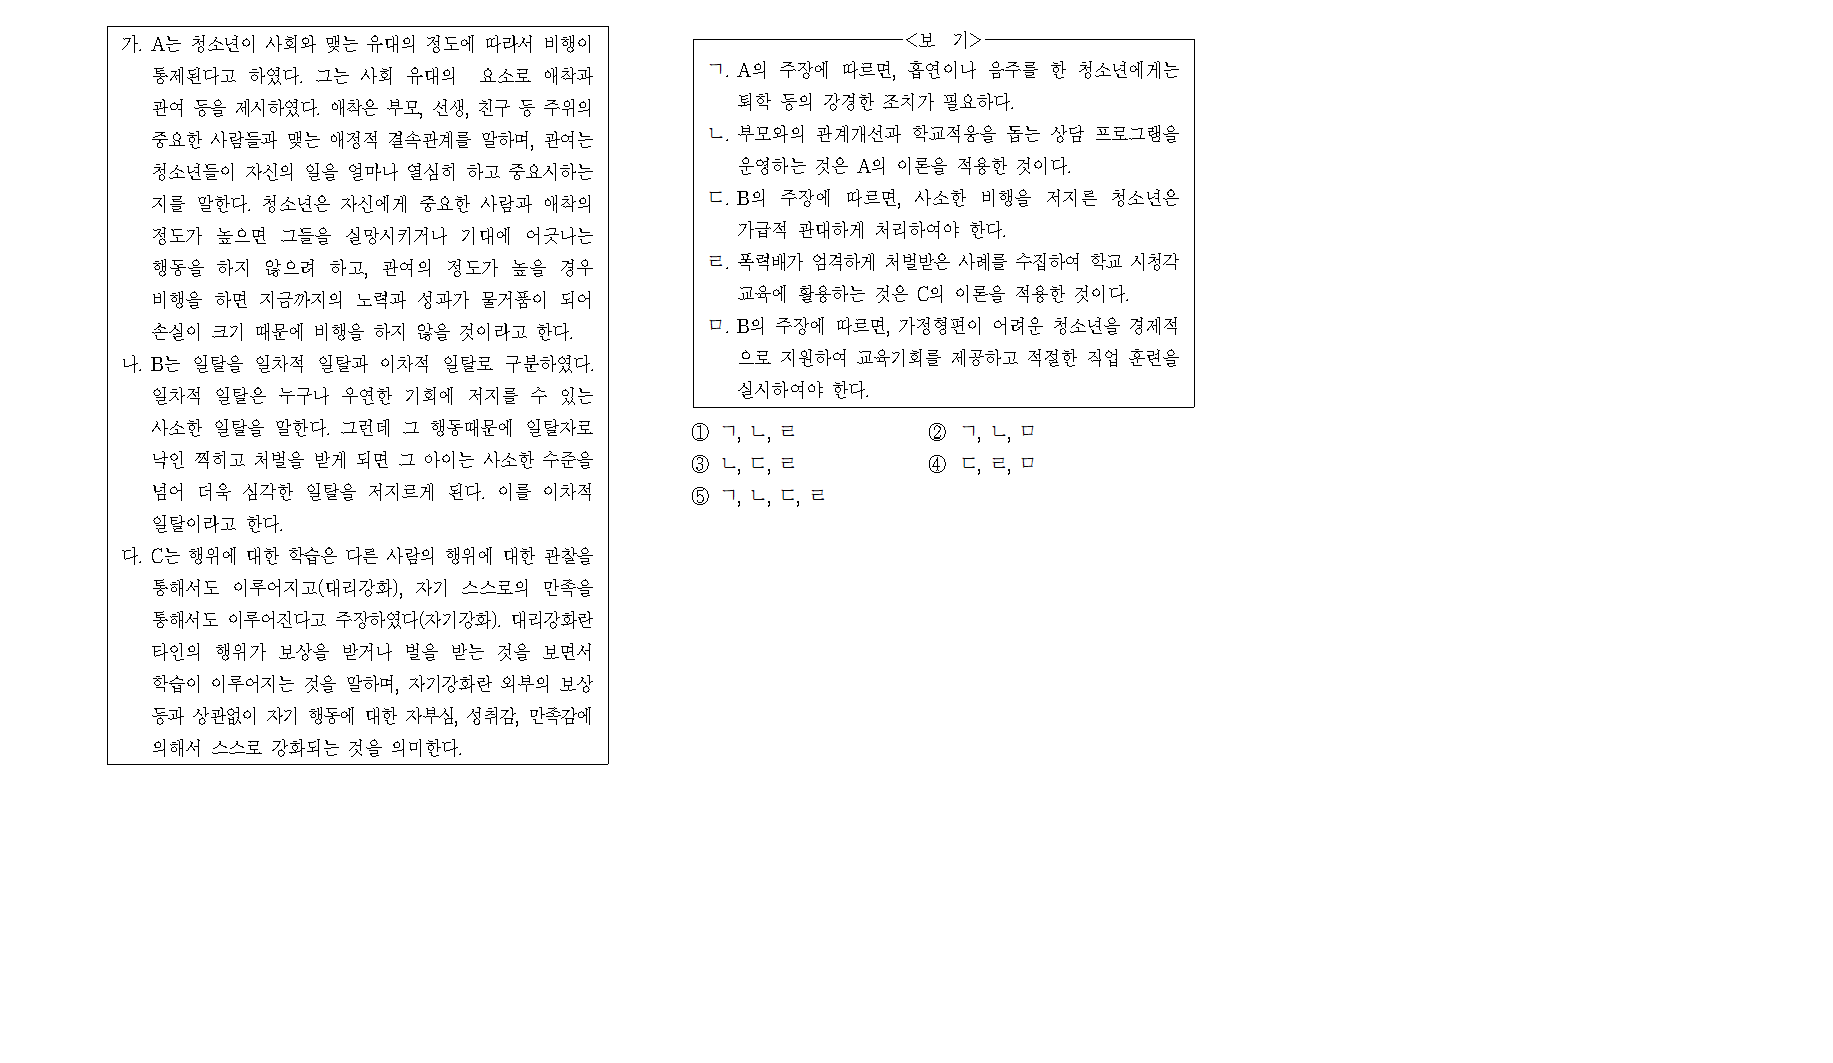 가. A는 청소년이 사회와 맺는 유대의 정도에 따라서 비행이
통제된다고 하였다. 그는 사회 유대의 요소로 애착과
관여 등을 제시하였다. 애착은 부모, 선생, 친구 등 주위의
중요한 사람들과 맺는 애정적 결속관계를 말하며, 관여는
청소년들이 자신의 일을 얼마나 열심히 하고 중요시하는
지를 말한다. 청소년은 자신에게 중요한 사람과 애착의
정도가 높으면 그들을 실망시키거나 기대에 어긋나는
행동을 하지 않으려 하고, 관여의 정도가 높을 경우
비행을 하면 지금까지의 노력과 성과가 물거품이 되어
손실이 크기 때문에 비행을 하지 않을 것이라고 한다.
나. B는 일탈을 일차적 일탈과 이차적 일탈로 구분하였다.
일차적 일탈은 누구나 우연한 기회에 저지를 수 있는
사소한 일탈을 말한다. 그런데 그 행동때문에 일탈자로
낙인 찍히고 처벌을 받게 되면 그 아이는 사소한 수준을
넘어 더욱 심각한 일탈을 저지르게 된다. 이를 이차적
일탈이라고 한다.
다. C는 행위에 대한 학습은 다른 사람의 행위에 대한 관찰을
통해서도 이루어지고(대리강화), 자기 스스로의 만족을
통해서도 이루어진다고 주장하였다(자기강화). 대리강화란
타인의 행위가 보상을 받거나 벌을 받는 것을 보면서
학습이 이루어지는 것을 말하며, 자기강화란 외부의 보상
등과 상관없이 자기 행동에 대한 자부심, 성취감, 만족감에
의해서 스스로 강화되는 것을 의미한다.
<보 기>
ㄱ. A의 주장에 따르면, 흡연이나 음주를 한 청소년에게는
퇴학 등의 강경한 조치가 필요하다.
ㄴ. 부모와의 관계개선과 학교적응을 돕는 상담 프로그램을
운영하는 것은 A의 이론을 적용한 것이다.
ㄷ. B의 주장에 따르면, 사소한 비행을 저지른 청소년은
가급적 관대하게 처리하여야 한다.
ㄹ. 폭력배가 엄격하게 처벌받은 사례를 수집하여 학교 시청각
교육에 활용하는 것은 C의 이론을 적용한 것이다.
ㅁ. B의 주장에 따르면, 가정형편이 어려운 청소년을 경제적
으로 지원하여 교육기회를 제공하고 적절한 직업 훈련을
실시하여야 한다.
① ㄱ, ㄴ, ㄹ ② ㄱ, ㄴ, ㅁ
③ ㄴ, ㄷ, ㄹ ④ ㄷ, ㄹ, ㅁ
⑤ ㄱ, ㄴ, ㄷ, ㄹ